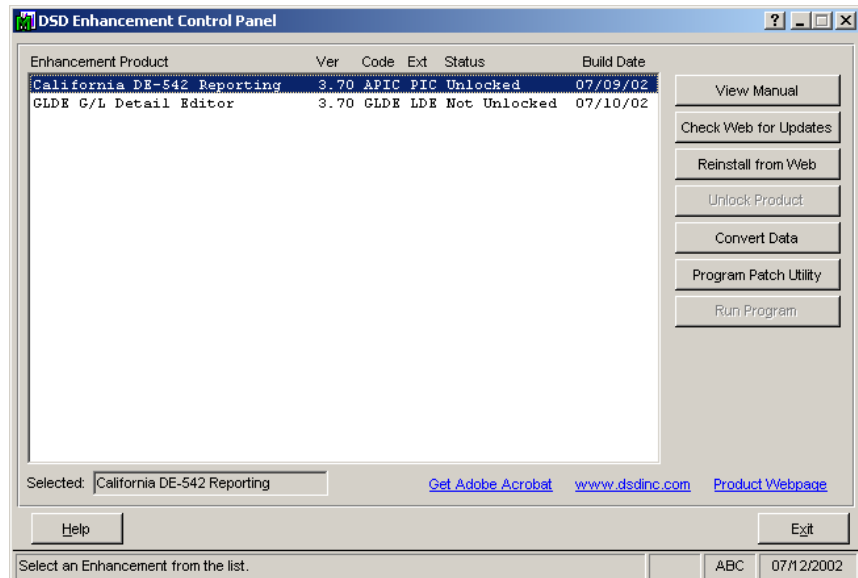 DSD Enhancement Control Panel
Enhancement Product Ver Code Ext Status Build Date
California DE-542 Reporting 3.70 APIC PIC Unlocked 07/09/02
GLDE G/L Detail Editor 3.70 GLDE LDE Not Unlocked 07/10/02
View Manual
Check Web for Updates
Reinstall from Web
Unlock Product
Convert Data
Program Patch Utility
Run Program
Selected: California DE-542 Reporting Get Adobe Acrobat www.dsdinc.com Product Webpage
Help Exit
Select an Enhancement from the list. ABC 07/12/2002